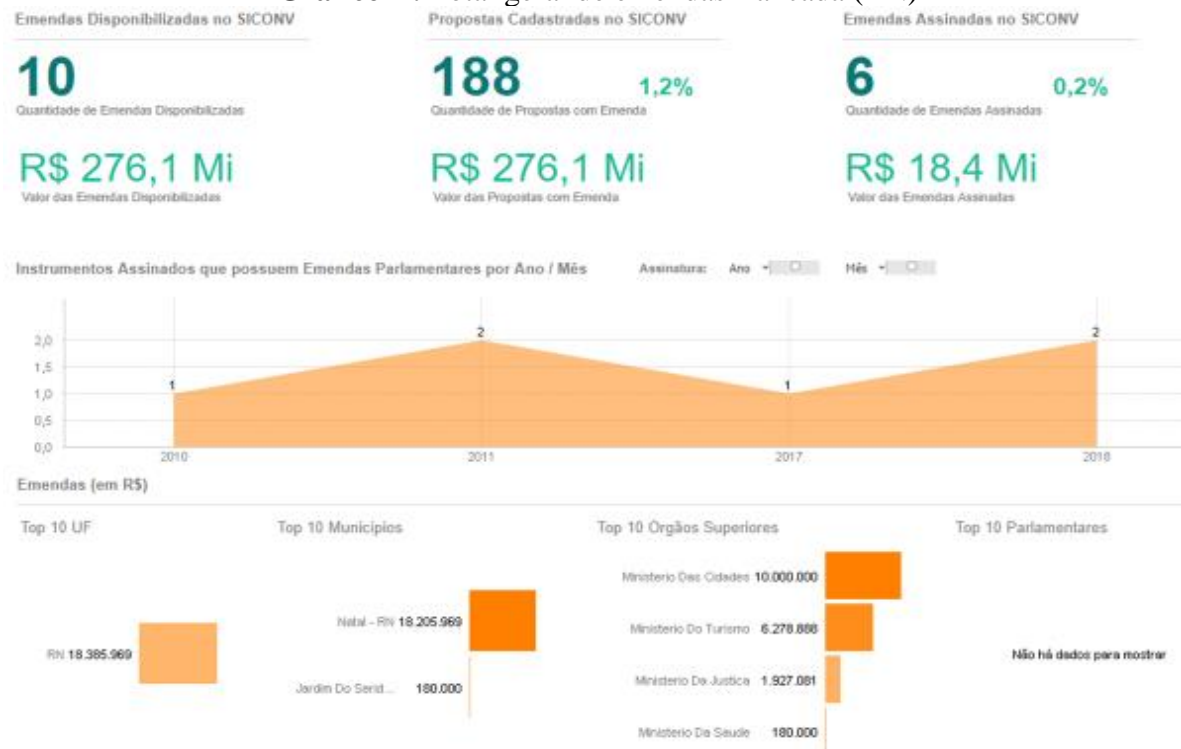 Emendas Disponibilizadas no SICONV
Propostas Cadastradas no SICONV
Emendas Assinadas no SICONV
10
Quantidade de Emendas Disponibilizadas
188 1,2%
Quantidade de Propostas com Emenda
6 0,2%
Quantidade de Emendas Assinadas
R$ 276,1 Mi
Valor das Emendas Disponibilizadas
R$ 276,1 Mi
Valor das Propostas com Emenda
R$ 18,4 Mi
Valor das Emendas Assinadas
Instrumentos Assinados que possuem Emendas Parlamentares por Ano / Mês
Assinatura: Ano Mês
2,0
1,5
1,0
0,5
0,0
1
2
1
2
2010
2011
2017
2018
Emendas (em R$)
Top 10 UF
RN 18.385.969
Top 10 Municípios
Natal - RN 18.205.969
Jardim Do Serid... 180.000
Top 10 Órgãos Superiores
Ministerio Das Cidades 10.000.000
Ministerio Do Turismo 6.278.888
Ministerio Da Justica 1.927.081
Ministerio Da Saude 180.000
Top 10 Parlamentares
Não há dados para mostrar